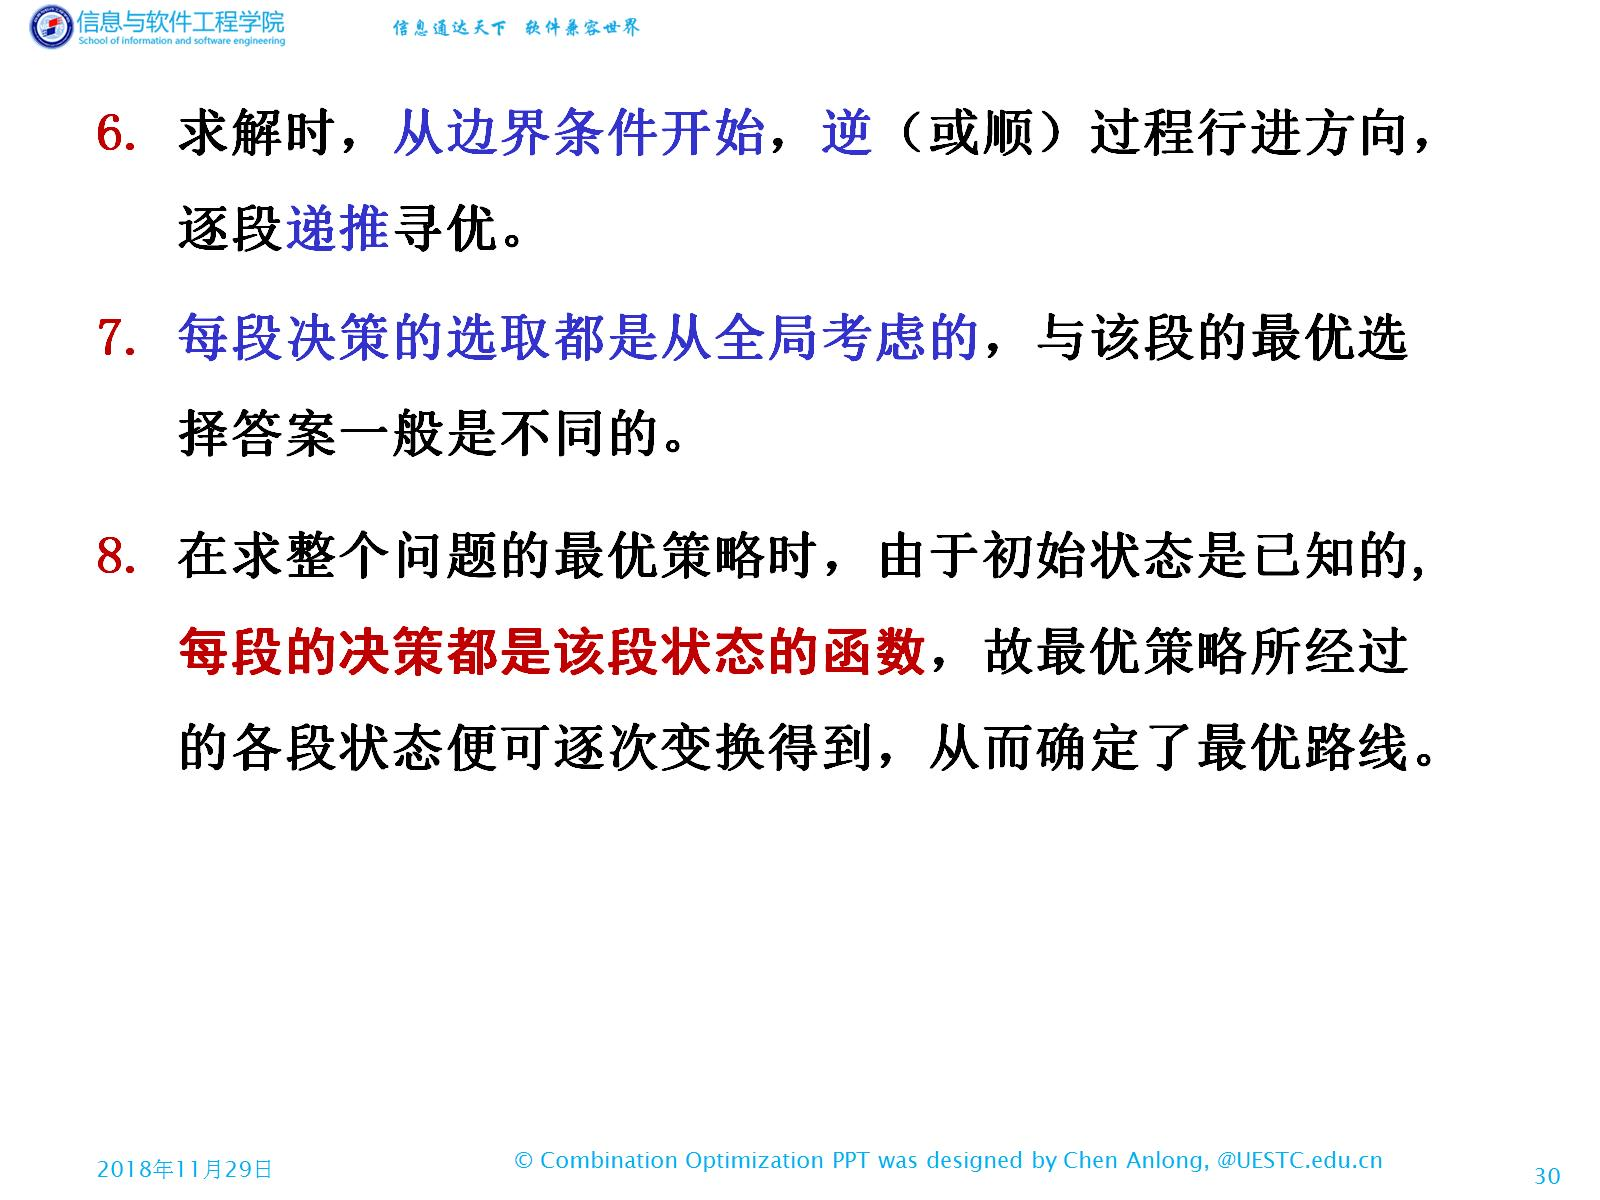 信息与软件工程学院
School of information and software engineering
信息通达天下 软件兼容世界
6. 求解时，从边界条件开始，逆（或顺）过程行进方向，
逐段递推寻优。
7. 每段决策的选取都是从全局考虑的，与该段的最优选
择答案一般是不同的。
8. 在求整个问题的最优策略时，由于初始状态是已知的,
每段的决策都是该段状态的函数，故最优策略所经过
的各段状态便可逐次变换得到，从而确定了最优路线。
2018年11月29日
© Combination Optimization PPT was designed by Chen Anlong, @UESTC.edu.cn
30